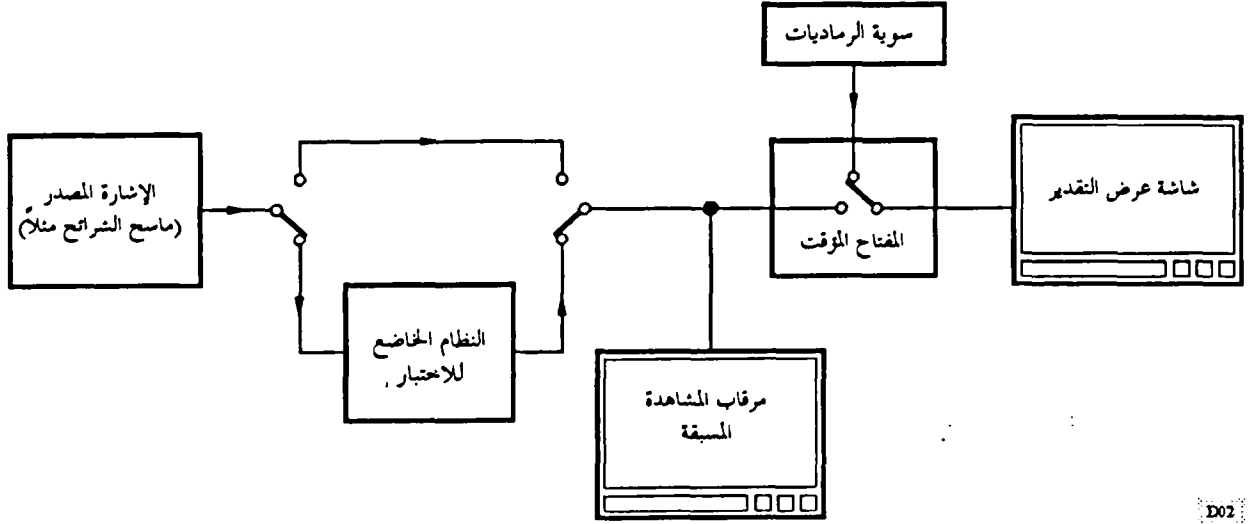 سوية الرماديات
الإشارة المصدر
(ماسح الشرائح مثلاً)
شاشة عرض التقدير
المفتاح المؤقت
النظام الخاضع
للاختبار
مرقاب المشاهدة
المسبقة
D02